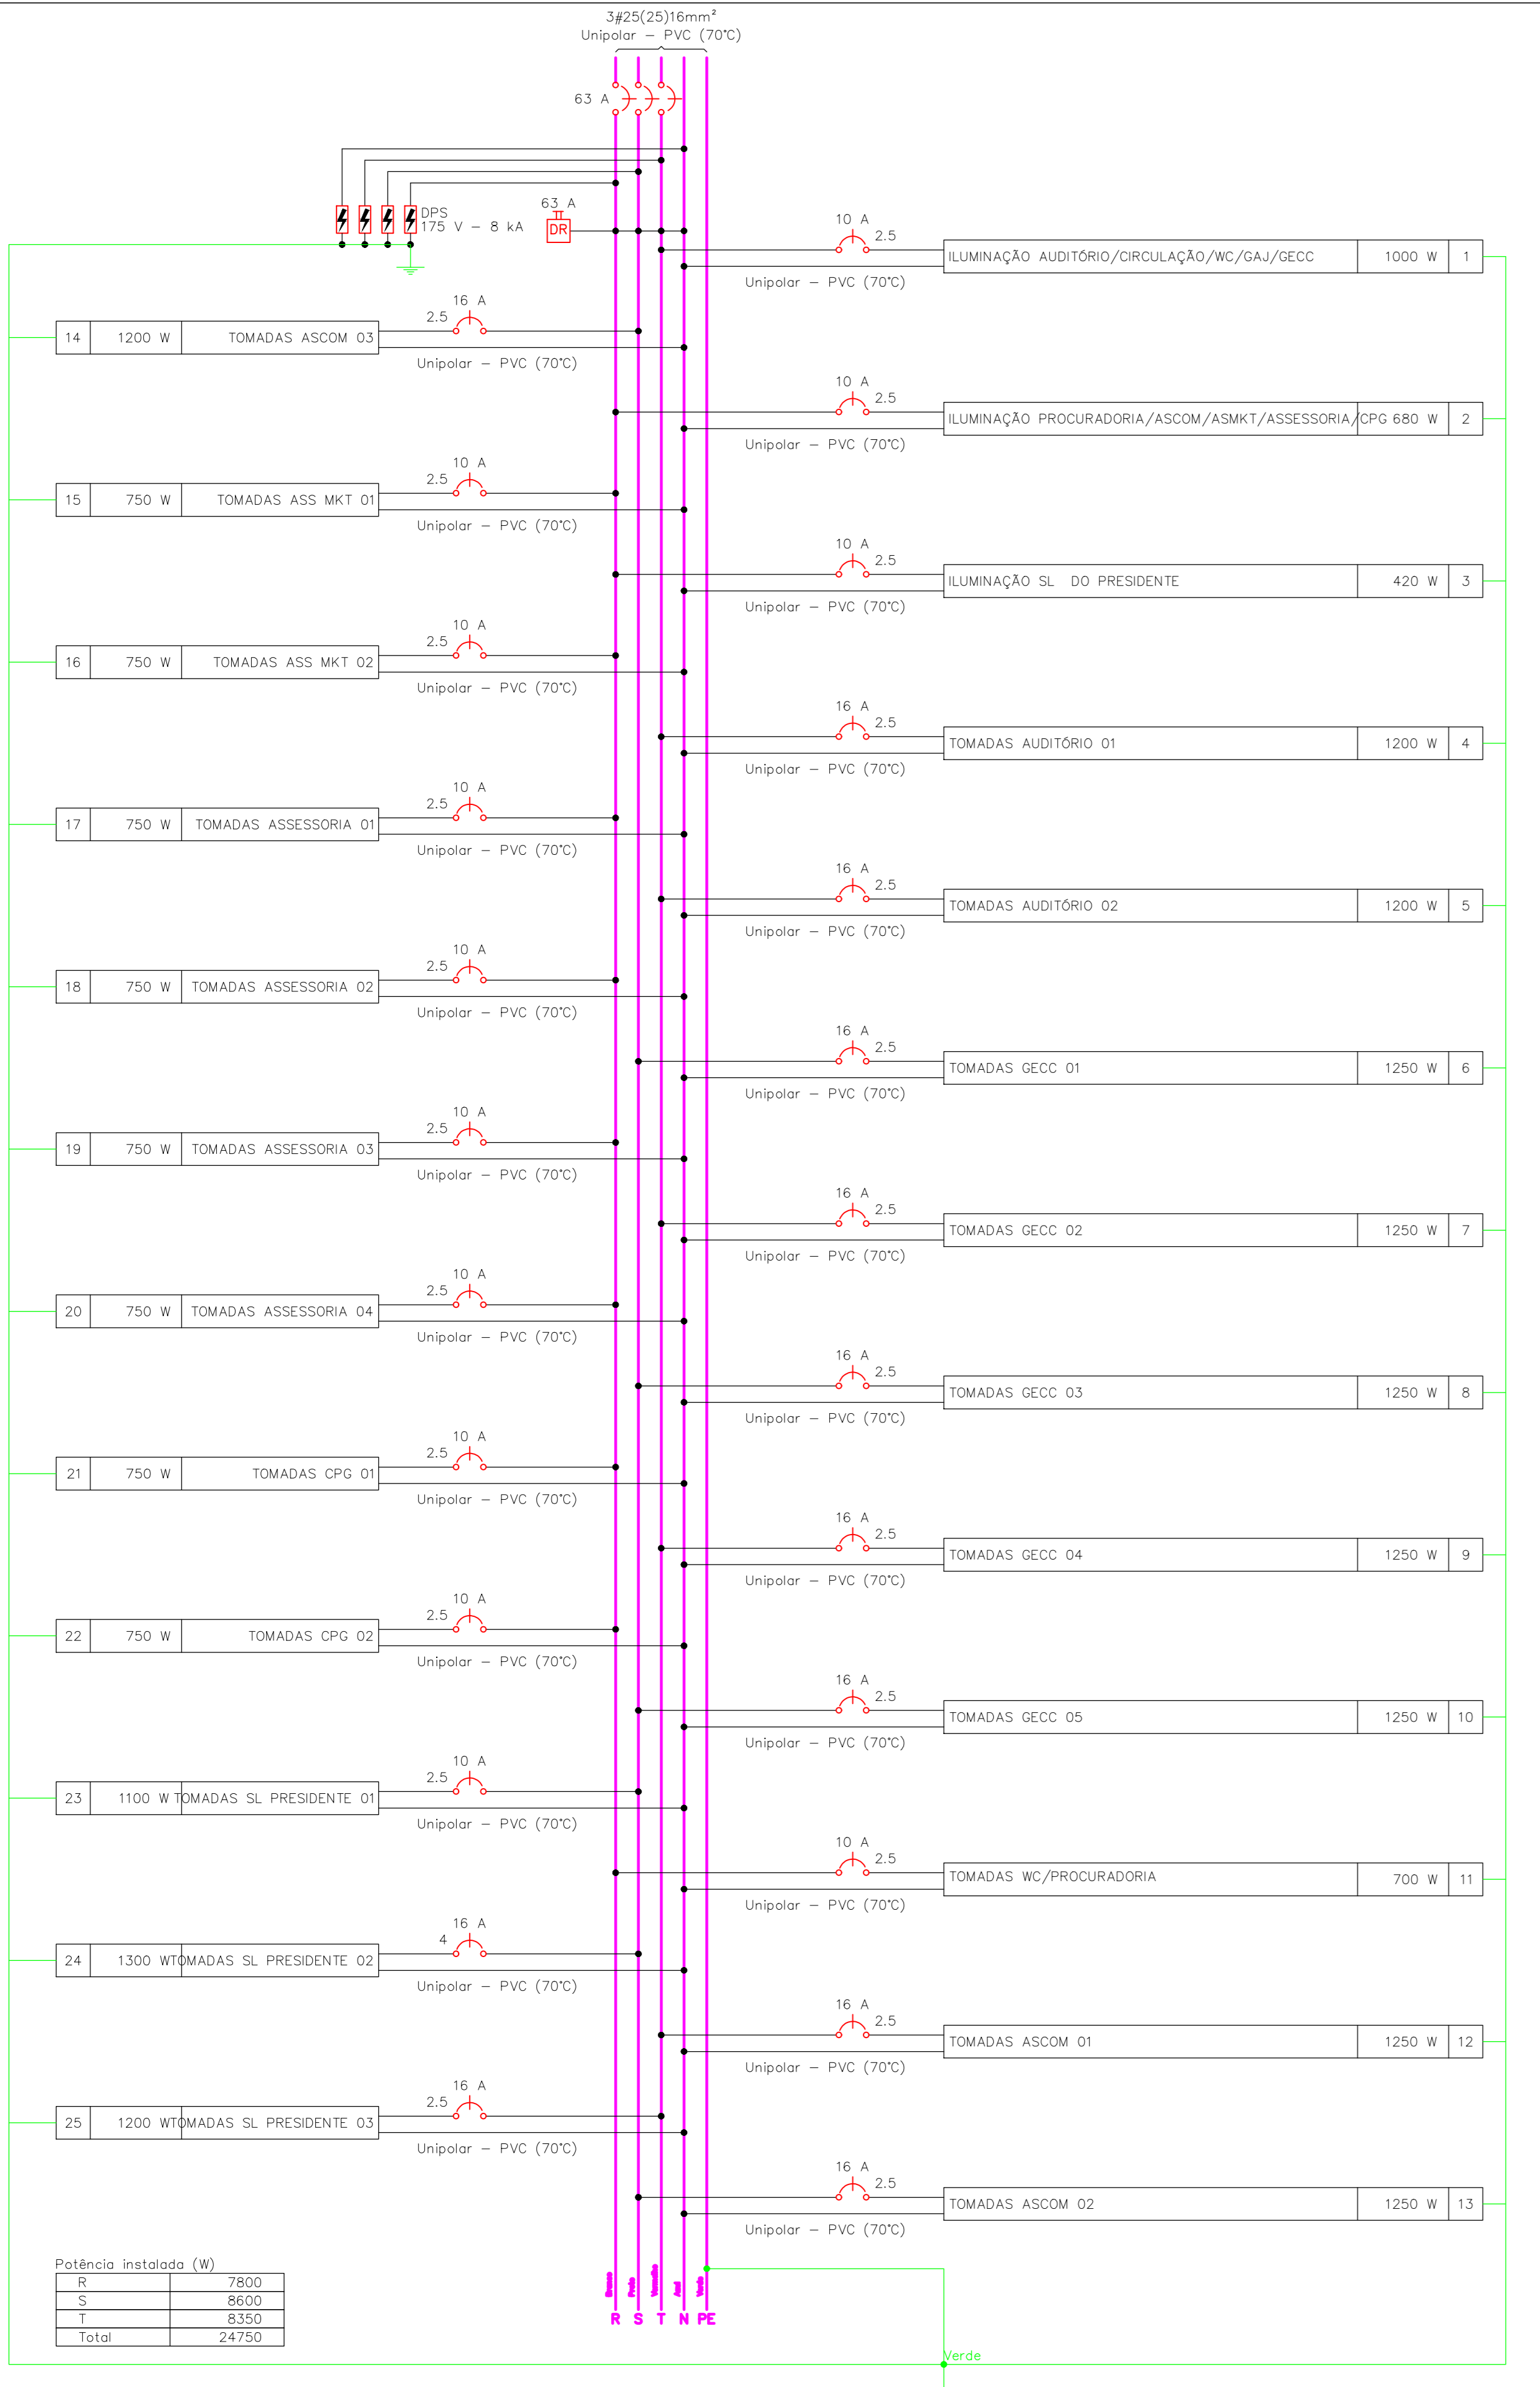 3#25(25)16mm²
Unipolar - PVC (70°C)
63 A
DPS
175 V - 8 kA
63 A
DR
10 A
2.5
ILUMINAÇÃO AUDITÓRIO/CIRCULAÇÃO/WC/GAJ/GECC 1000 W 1
Unipolar - PVC (70°C)
16 A
2.5
14 1200 W TOMADAS ASCOM 03
Unipolar - PVC (70°C)
10 A
2.5
ILUMINAÇÃO PROCURADORIA/ASCOM/ASMKT/ASSESSORIA/CPG 680 W 2
Unipolar - PVC (70°C)
10 A
2.5
15 750 W TOMADAS ASS MKT 01
Unipolar - PVC (70°C)
10 A
2.5
ILUMINAÇÃO SL DO PRESIDENTE 420 W 3
Unipolar - PVC (70°C)
10 A
2.5
16 750 W TOMADAS ASS MKT 02
Unipolar - PVC (70°C)
16 A
2.5
TOMADAS AUDITÓRIO 01 1200 W 4
Unipolar - PVC (70°C)
10 A
2.5
17 750 W TOMADAS ASSESSORIA 01
Unipolar - PVC (70°C)
16 A
2.5
TOMADAS AUDITÓRIO 02 1200 W 5
Unipolar - PVC (70°C)
10 A
2.5
18 750 W TOMADAS ASSESSORIA 02
Unipolar - PVC (70°C)
16 A
2.5
TOMADAS GECC 01 1250 W 6
Unipolar - PVC (70°C)
10 A
2.5
19 750 W TOMADAS ASSESSORIA 03
Unipolar - PVC (70°C)
16 A
2.5
TOMADAS GECC 02 1250 W 7
Unipolar - PVC (70°C)
10 A
2.5
20 750 W TOMADAS ASSESSORIA 04
Unipolar - PVC (70°C)
16 A
2.5
TOMADAS GECC 03 1250 W 8
Unipolar - PVC (70°C)
10 A
2.5
21 750 W TOMADAS CPG 01
Unipolar - PVC (70°C)
16 A
2.5
TOMADAS GECC 04 1250 W 9
Unipolar - PVC (70°C)
10 A
2.5
22 750 W TOMADAS CPG 02
Unipolar - PVC (70°C)
16 A
2.5
TOMADAS GECC 05 1250 W 10
Unipolar - PVC (70°C)
10 A
2.5
23 1100 W TOMADAS SL PRESIDENTE 01
Unipolar - PVC (70°C)
10 A
2.5
TOMADAS WC/PROCURADORIA 700 W 11
Unipolar - PVC (70°C)
16 A
4
24 1300 W TOMADAS SL PRESIDENTE 02
Unipolar - PVC (70°C)
16 A
2.5
TOMADAS ASCOM 01 1250 W 12
Unipolar - PVC (70°C)
16 A
2.5
25 1200 W TOMADAS SL PRESIDENTE 03
Unipolar - PVC (70°C)
16 A
2.5
TOMADAS ASCOM 02 1250 W 13
Unipolar - PVC (70°C)
Potência instalada (W)
R 7800
S 8600
T 8350
Total 24750
Branco
Preto
Vermelho
Azul
Verde
R S T N PE
Verde